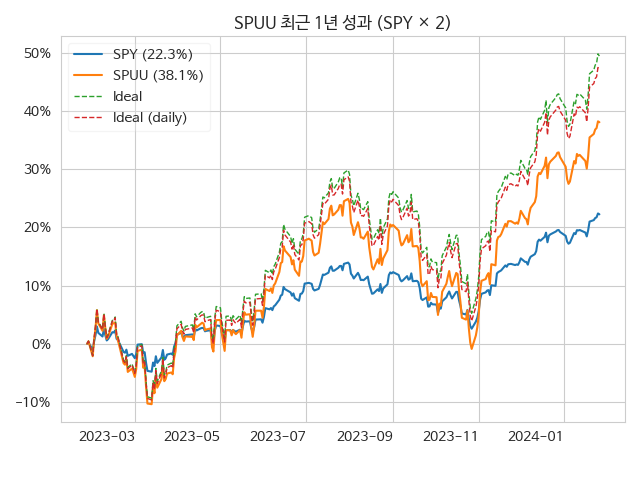 SPUU 최근 1년 성과 (SPY × 2)
SPY (22.3%)
SPUU (38.1%)
Ideal
Ideal (daily)
50%
40%
30%
20%
10%
0%
−10%
2023−03
2023−05
2023−07
2023−09
2023−11
2024−01